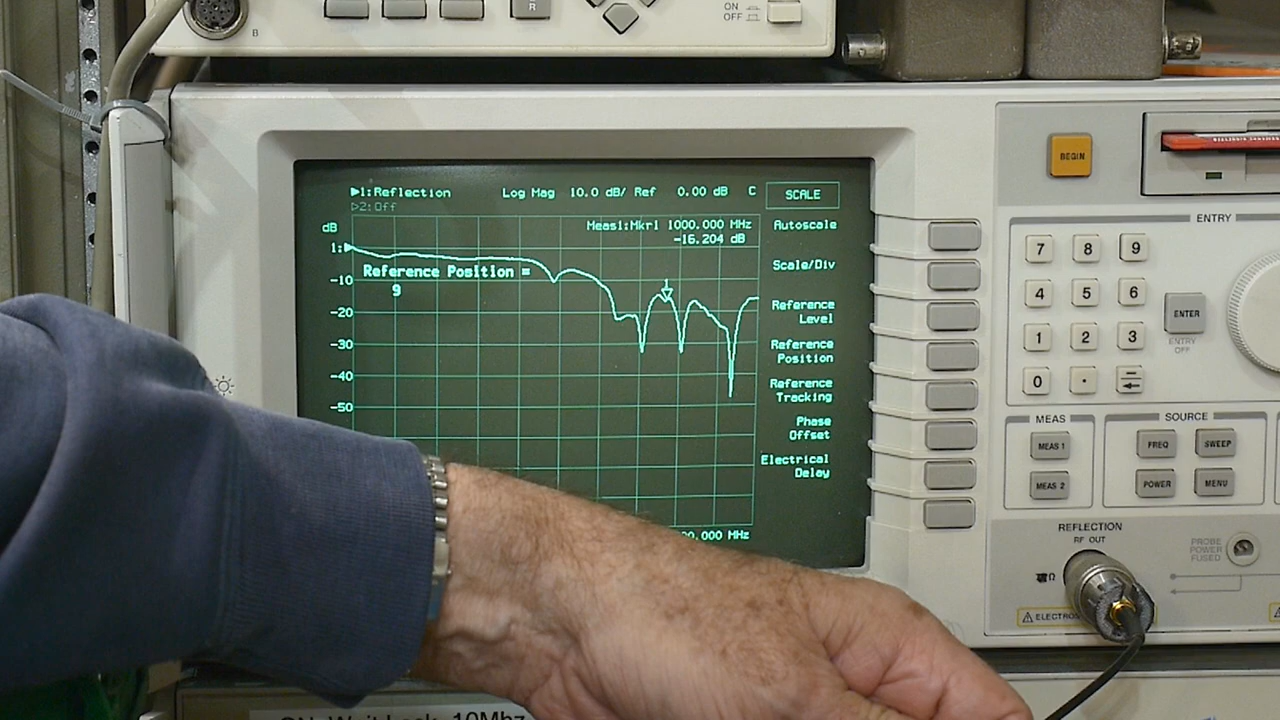 B
R
ON
OFF
▶1:Reflection Log Mag 10.0 dB/ Ref 0.00 dB C
▷2:Off
SCALE
dB
Meas1:Mkr1 1000.000 MHz
-16.204 dB
1:▶
Reference Position =
9
-10
-20
-30
-40
-50
00.000 MHz
Autoscale
Scale/Div
Reference
Level
Reference
Position
Reference
Tracking
Phase
Offset
Electrical
Delay
BEGIN
ENTRY
7 8 9
4 5 6
1 2 3
0 .
ENTER
ENTRY
OFF
MEAS
MEAS 1
MEAS 2
SOURCE
FREQ SWEEP
POWER MENU
REFLECTION
RF OUT
Ω
PROBE
POWER
FUSED
ELECTROS
10Mhz